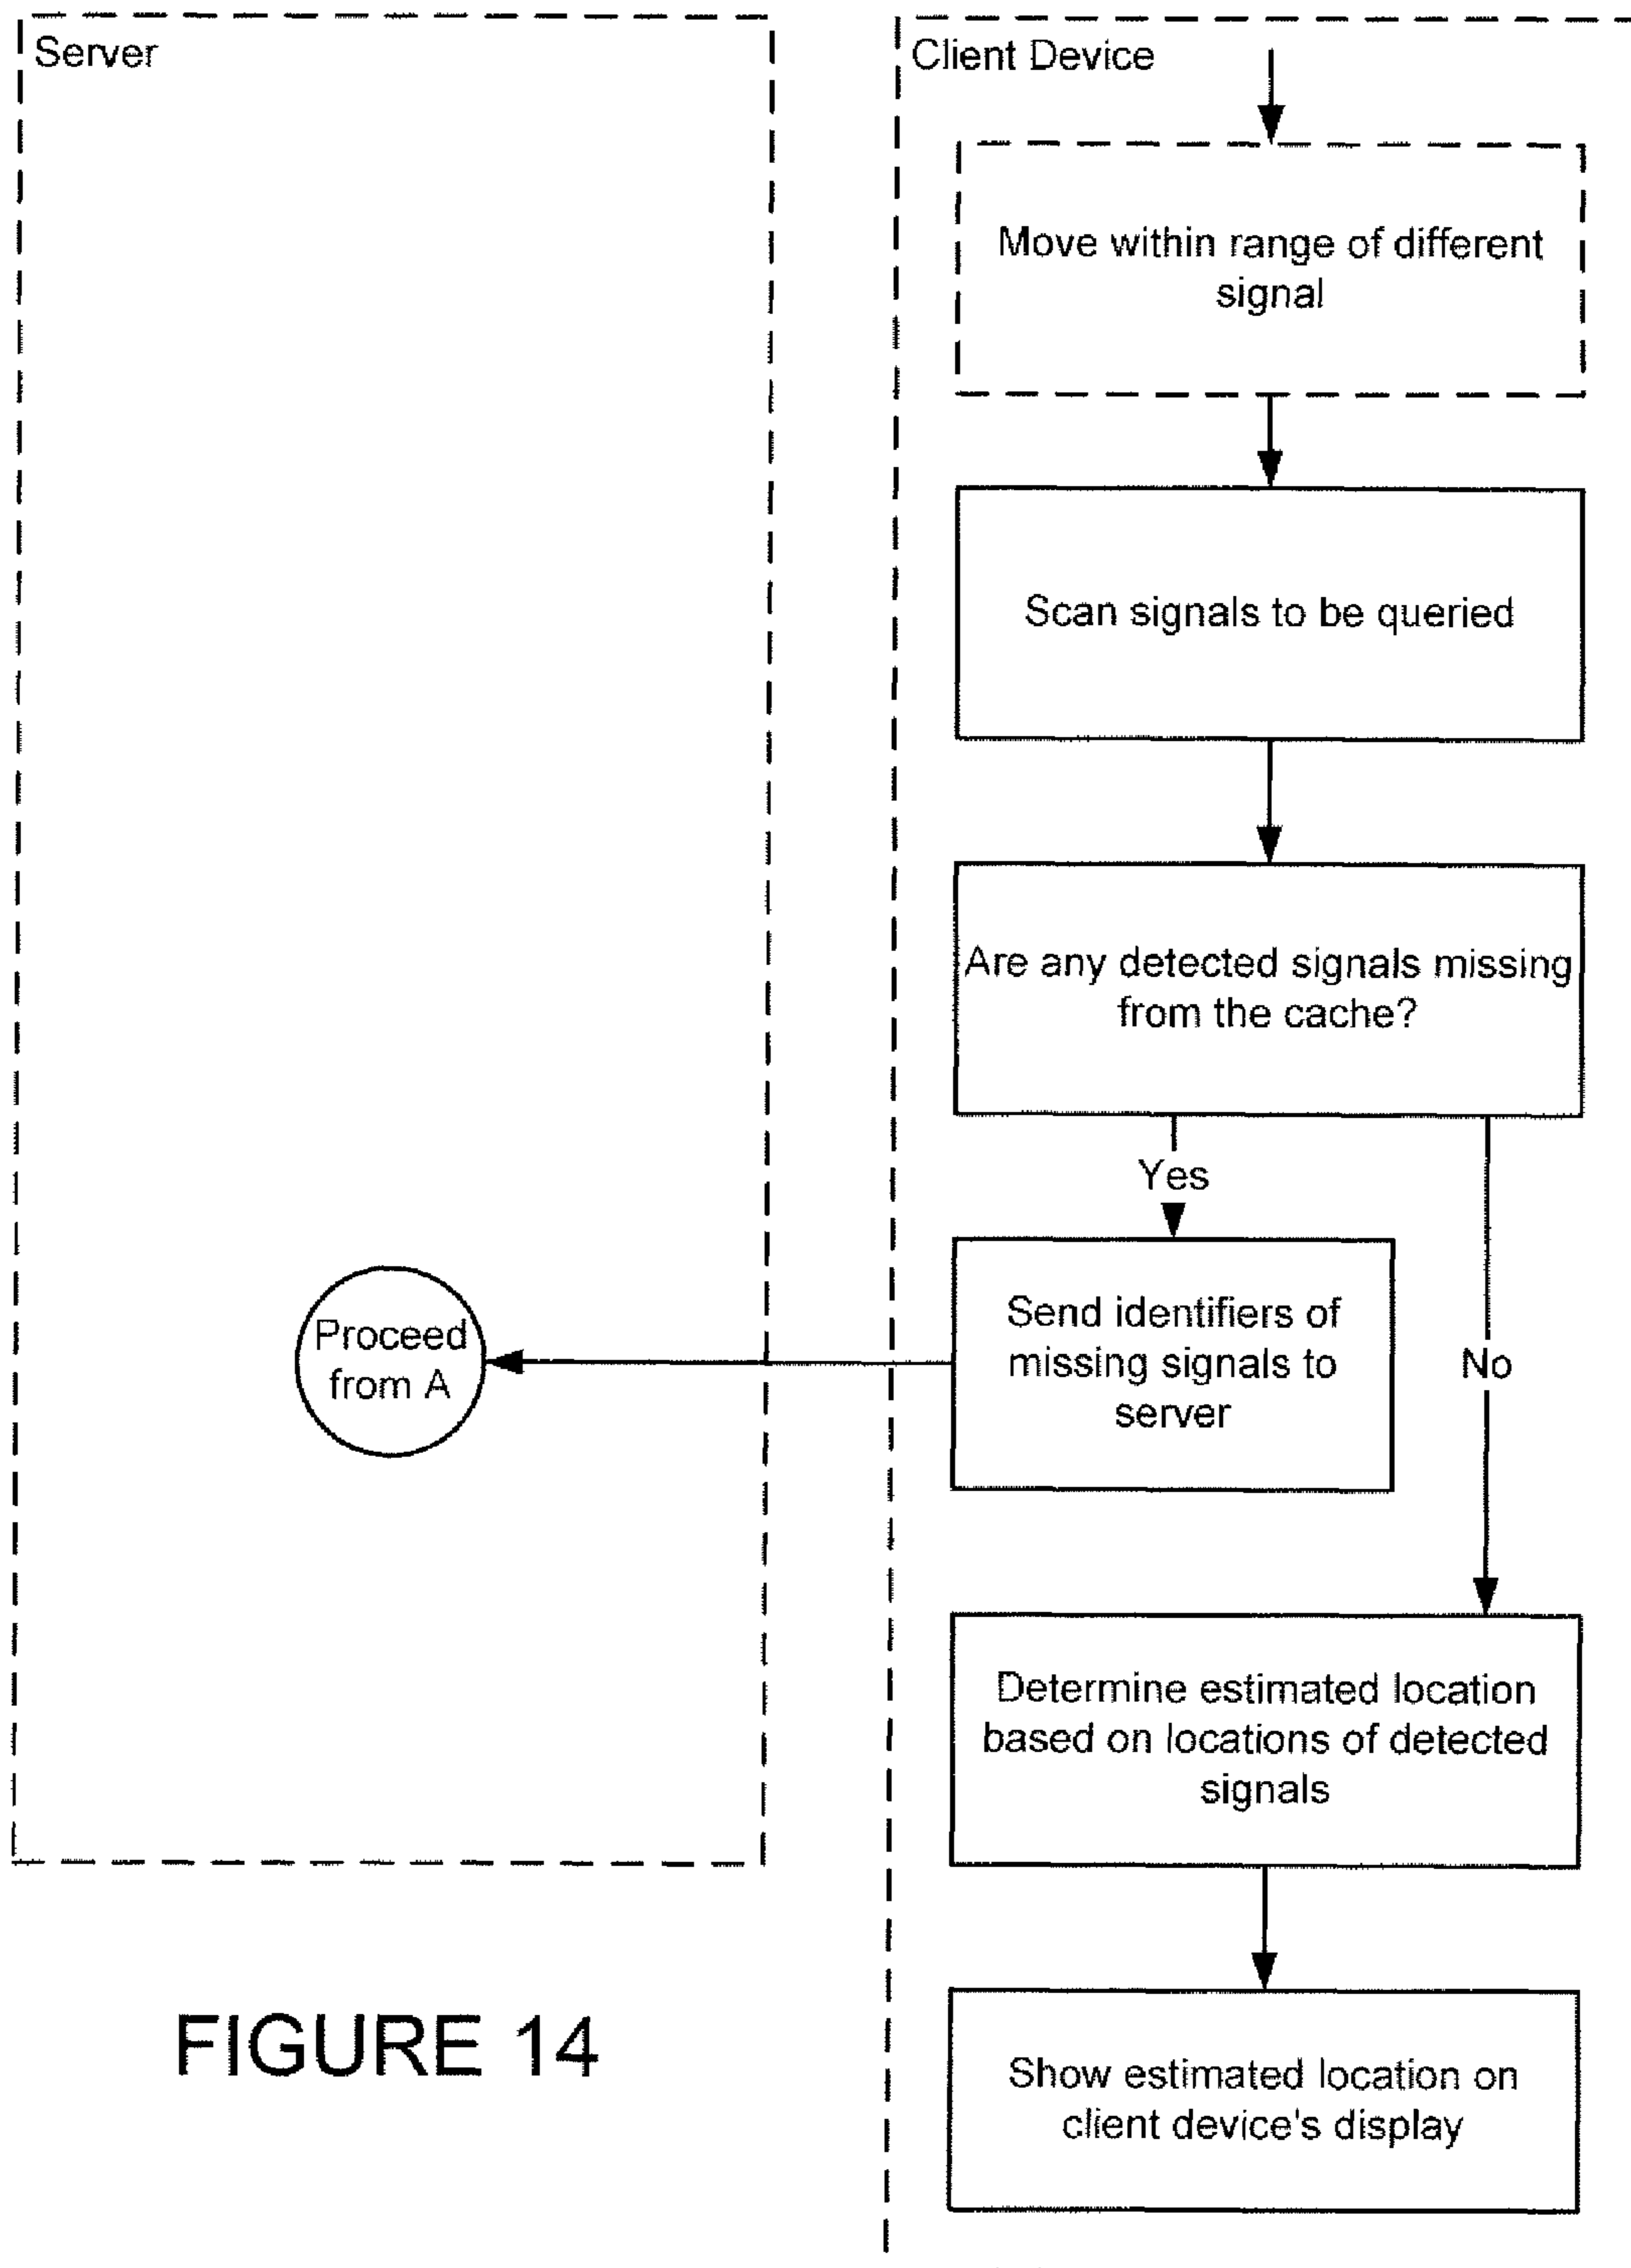 Server
Client Device
Move within range of different
signal
Scan signals to be queried
Are any detected signals missing
from the cache?
Yes
No
Send identifiers of
missing signals to
server
Proceed
from A
Determine estimated location
based on locations of detected
signals
Show estimated location on
client device's display
FIGURE 14